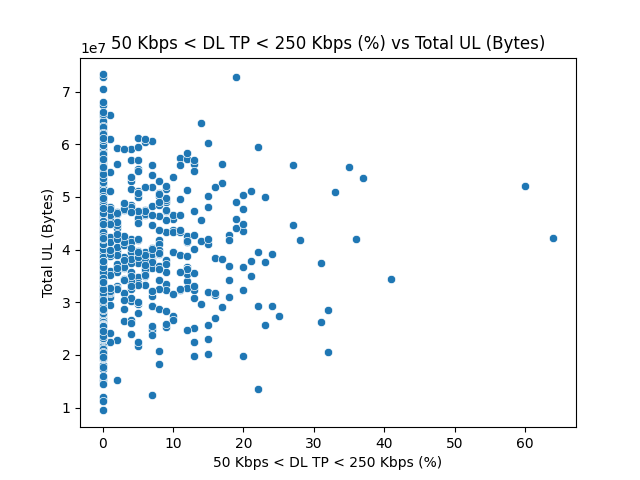 50 Kbps < DL TP < 250 Kbps (%) vs Total UL (Bytes)
1e7
7
6
5
4
3
2
1
Total UL (Bytes)
0 10 20 30 40 50 60
50 Kbps < DL TP < 250 Kbps (%)